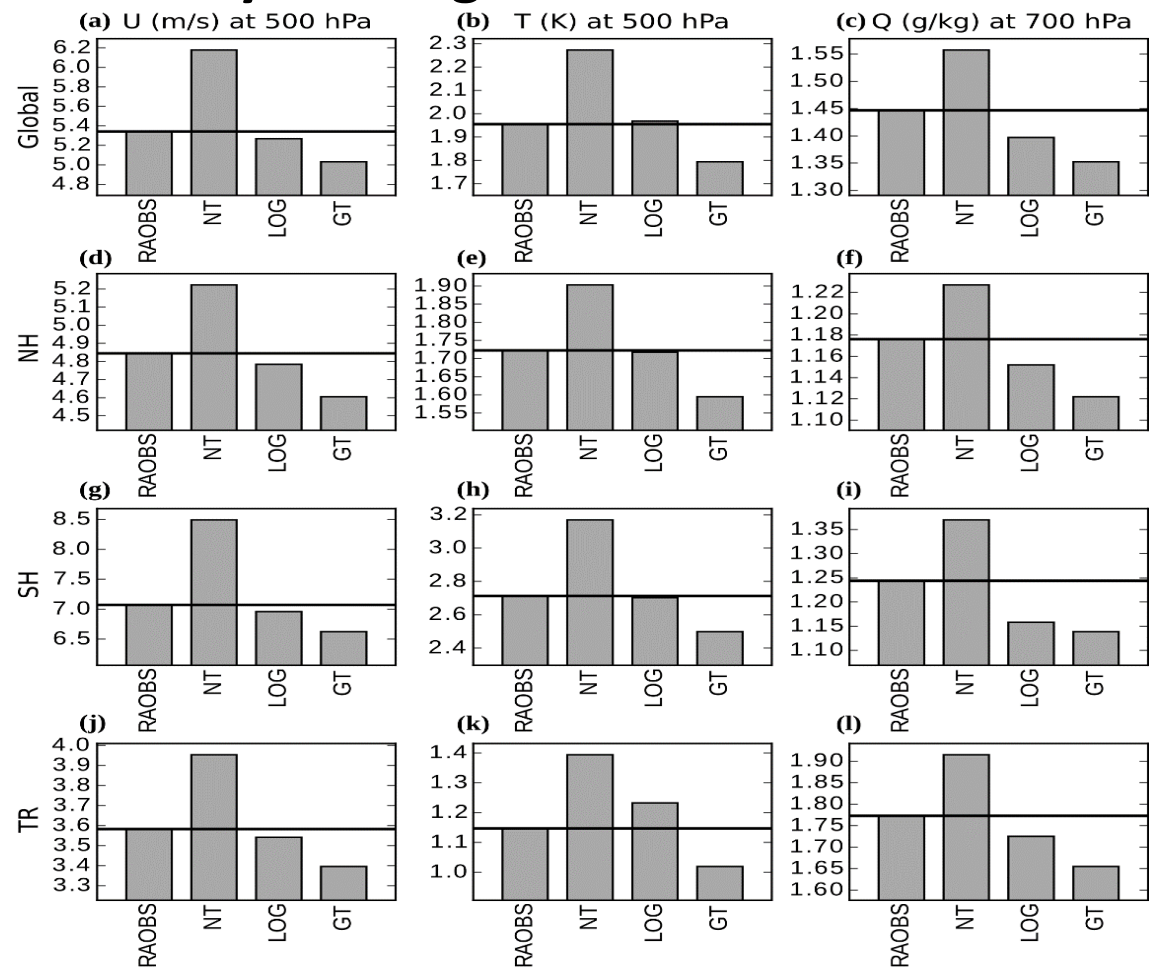 (a) U (m/s) at 500 hPa (b) T (K) at 500 hPa (c) Q (g/kg) at 700 hPa
Global
6.2 6.0 5.8 5.6 5.4 5.2 5.0 4.8
RAOBS NT LOG GT
2.3 2.2 2.1 2.0 1.9 1.8 1.7
RAOBS NT LOG GT
1.55 1.50 1.45 1.40 1.35 1.30
RAOBS NT LOG GT
(d) (e) (f)
NH
5.2 5.1 5.0 4.9 4.8 4.7 4.6 4.5
RAOBS NT LOG GT
1.90 1.85 1.80 1.75 1.70 1.65 1.60 1.55
RAOBS NT LOG GT
1.22 1.20 1.18 1.16 1.14 1.12 1.10
RAOBS NT LOG GT
(g) (h) (i)
SH
8.5 8.0 7.5 7.0 6.5
RAOBS NT LOG GT
3.2 3.0 2.8 2.6 2.4
RAOBS NT LOG GT
1.35 1.30 1.25 1.20 1.15 1.10
RAOBS NT LOG GT
(j) (k) (l)
TR
4.0 3.9 3.8 3.7 3.6 3.5 3.4 3.3
RAOBS NT LOG GT
1.4 1.3 1.2 1.1 1.0
RAOBS NT LOG GT
1.90 1.85 1.80 1.75 1.70 1.65 1.60
RAOBS NT LOG GT